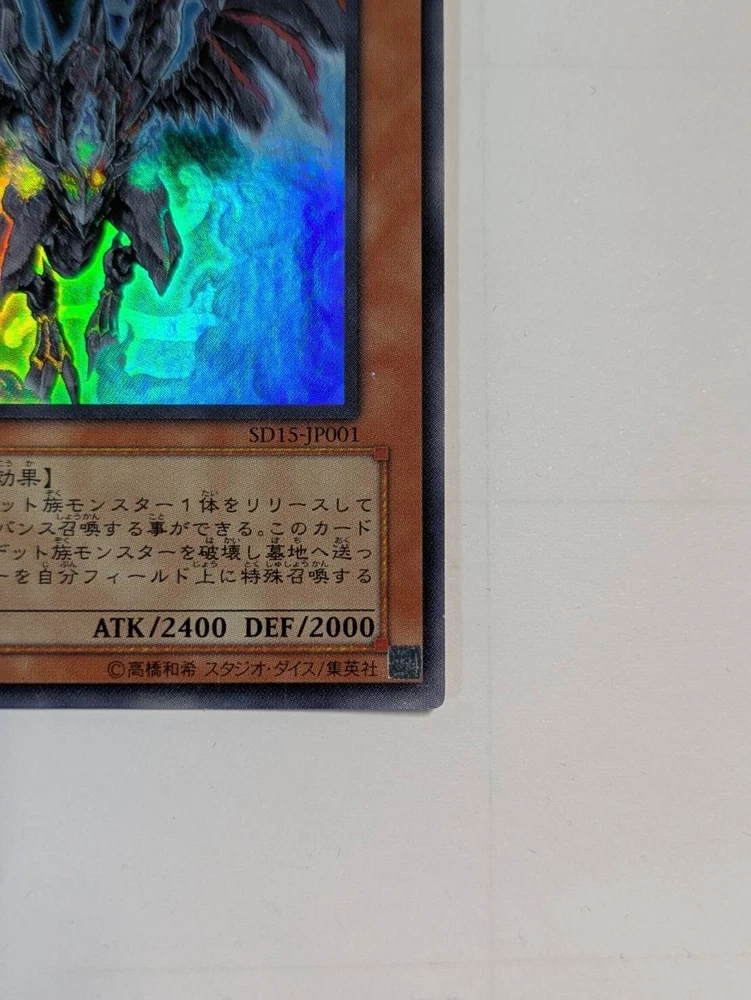 SD15-JP001
効果】
ット族モンスター1体をリリースして
バンス召喚する事ができる。このカード
デット族モンスターを破壊し墓地へ送っ
ーを自分フィールド上に特殊召喚する
ATK/2400 DEF/2000
©高橋和希 スタジオ・ダイス/集英社